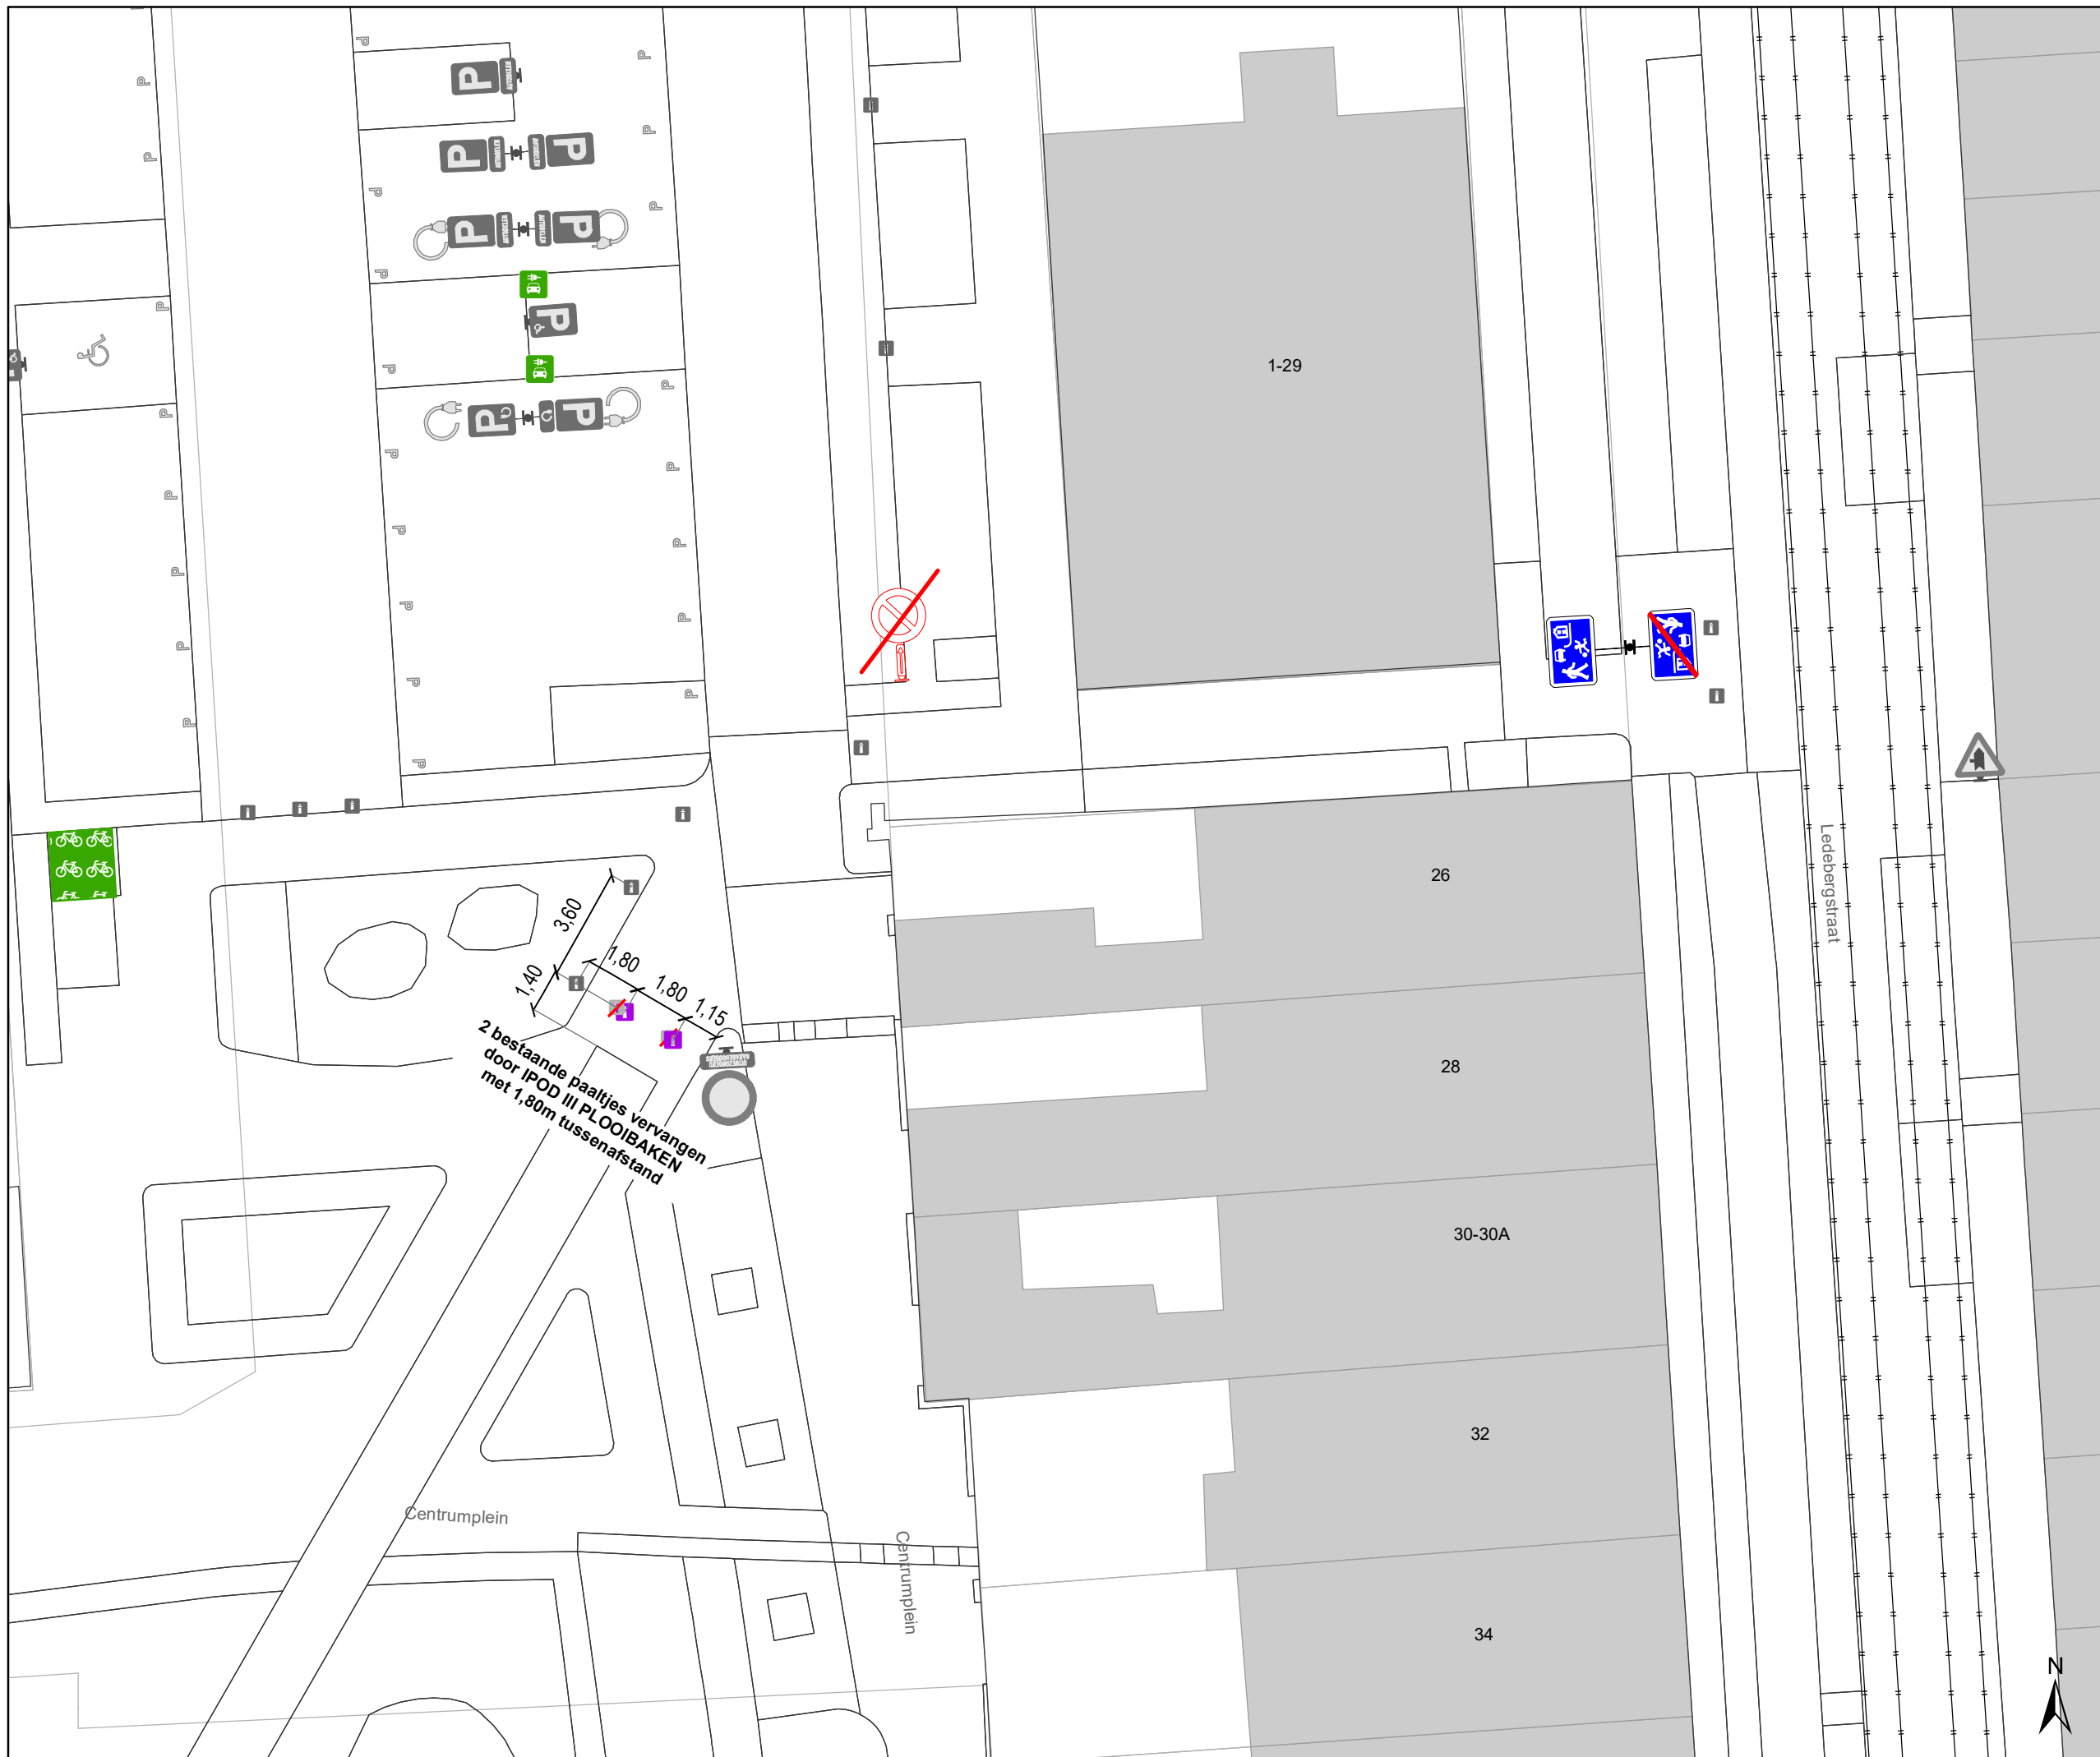 1-29
26
3,60
1,40
1,80
1,80
1,15
2 bestaande paaltjes vervangen
door IPOD III PLOOIBAKEN
met 1,80m tussenafstand
28
30-30A
32
34
Centrumplein
Centrumplein
Ledebergstraat
N